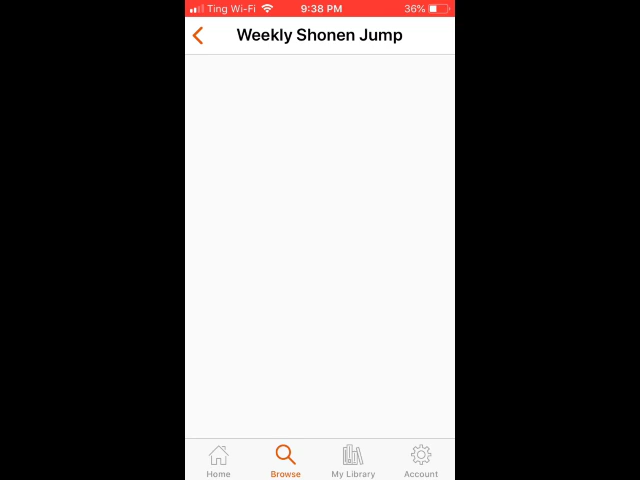 Ting Wi-Fi 9:38 PM 36%
Weekly Shonen Jump
Home Browse My Library Account